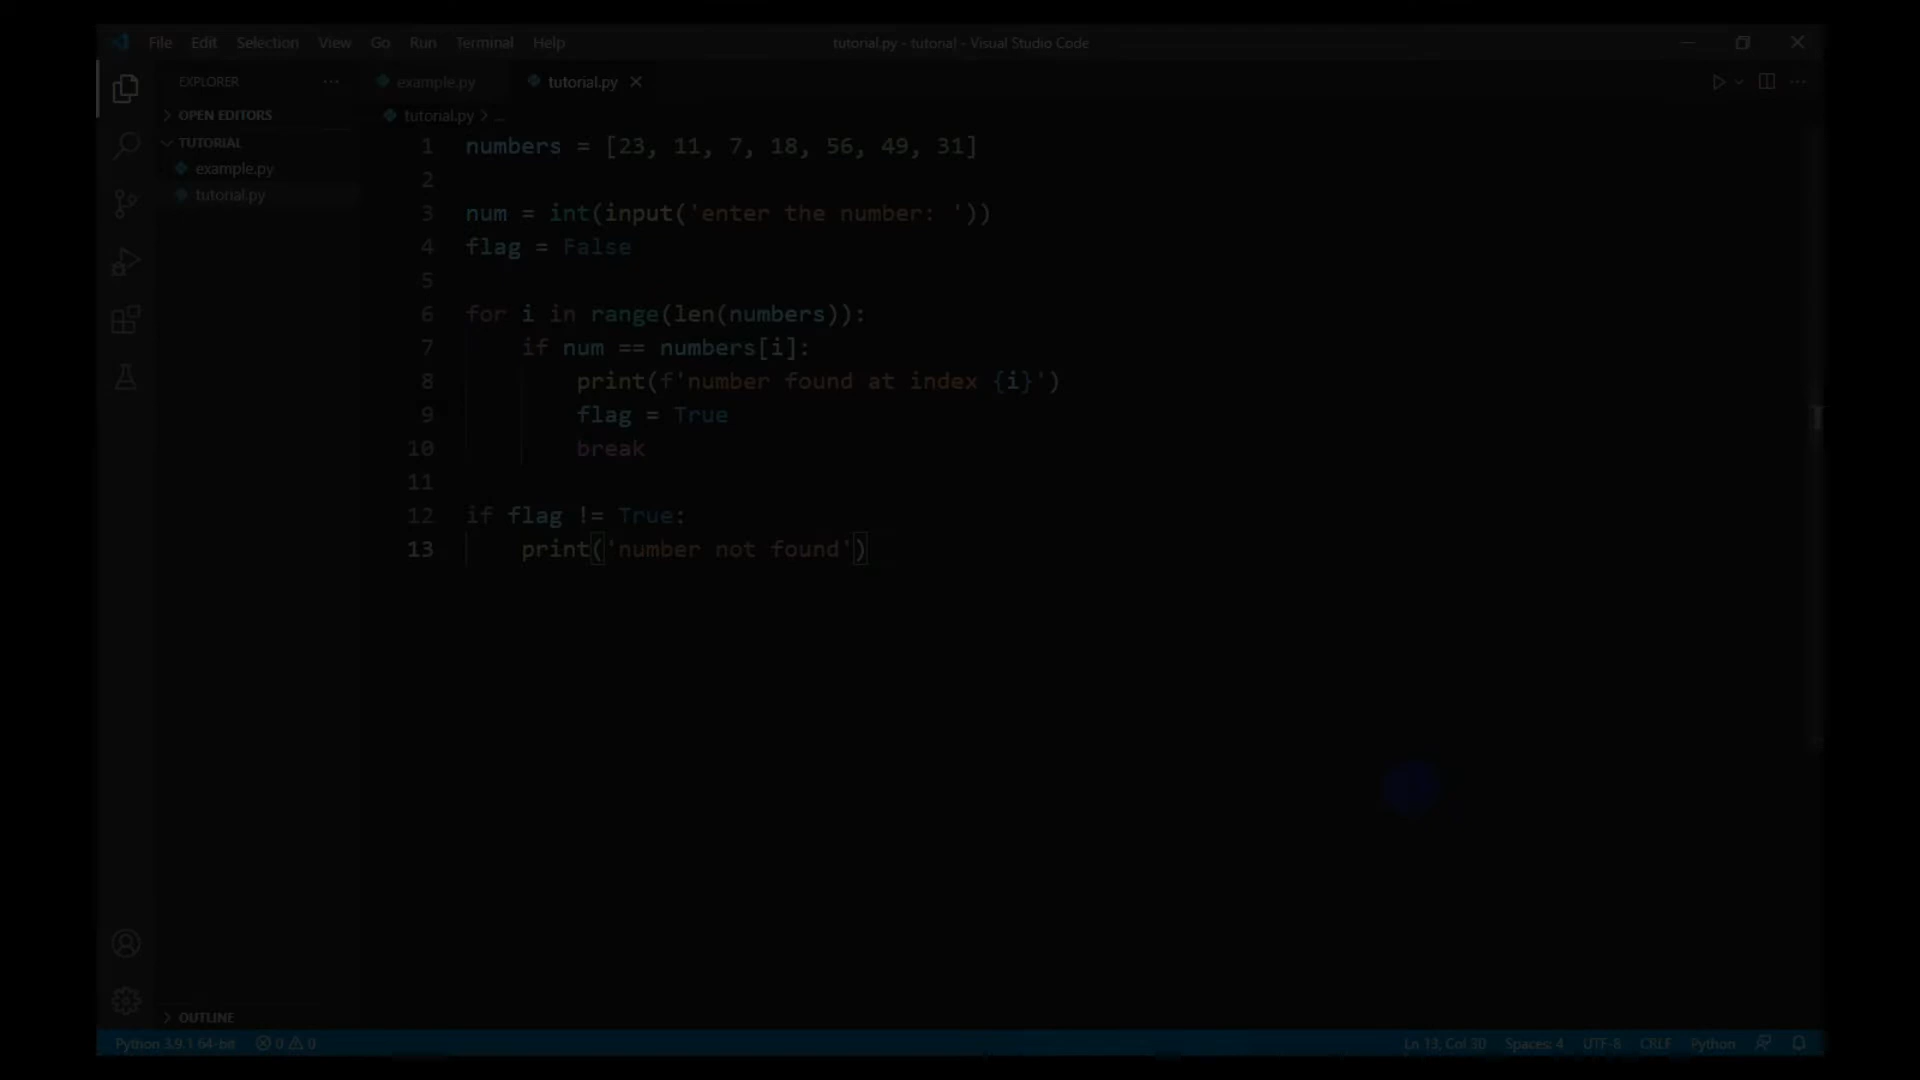 File Edit Selection View Go Run Terminal Help
tutorial.py - tutorial - Visual Studio Code
EXPLORER
OPEN EDITORS
TUTORIAL
example.py
tutorial.py
OUTLINE
example.py tutorial.py
tutorial.py > ...
1 numbers = [23, 11, 7, 18, 56, 49, 31]
2
3 num = int(input('enter the number: '))
4 flag = False
5
6 for i in range(len(numbers)):
7     if num == numbers[i]:
8         print(f'number found at index {i}')
9         flag = True
10         break
11
12 if flag != True:
13     print('number not found')
Python 3.9.1 64-bit 0 0 Ln 13, Col 30 Spaces: 4 UTF-8 CRLF Python